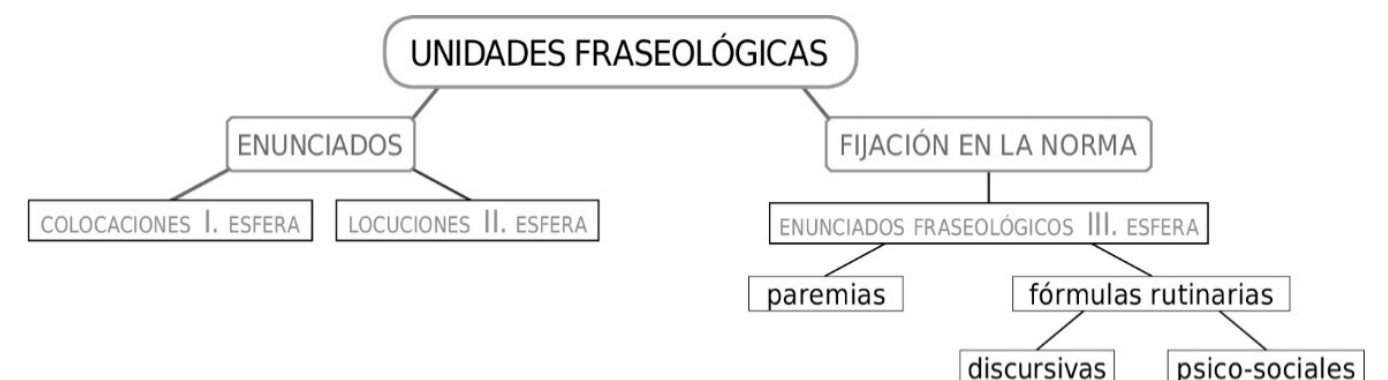 UNIDADES FRASEOLÓGICAS
ENUNCIADOS
FIJACIÓN EN LA NORMA
COLOCACIONES I. ESFERA
LOCUCIONES II. ESFERA
ENUNCIADOS FRASEOLÓGICOS III. ESFERA
paremias
fórmulas rutinarias
discursivas
psico-sociales